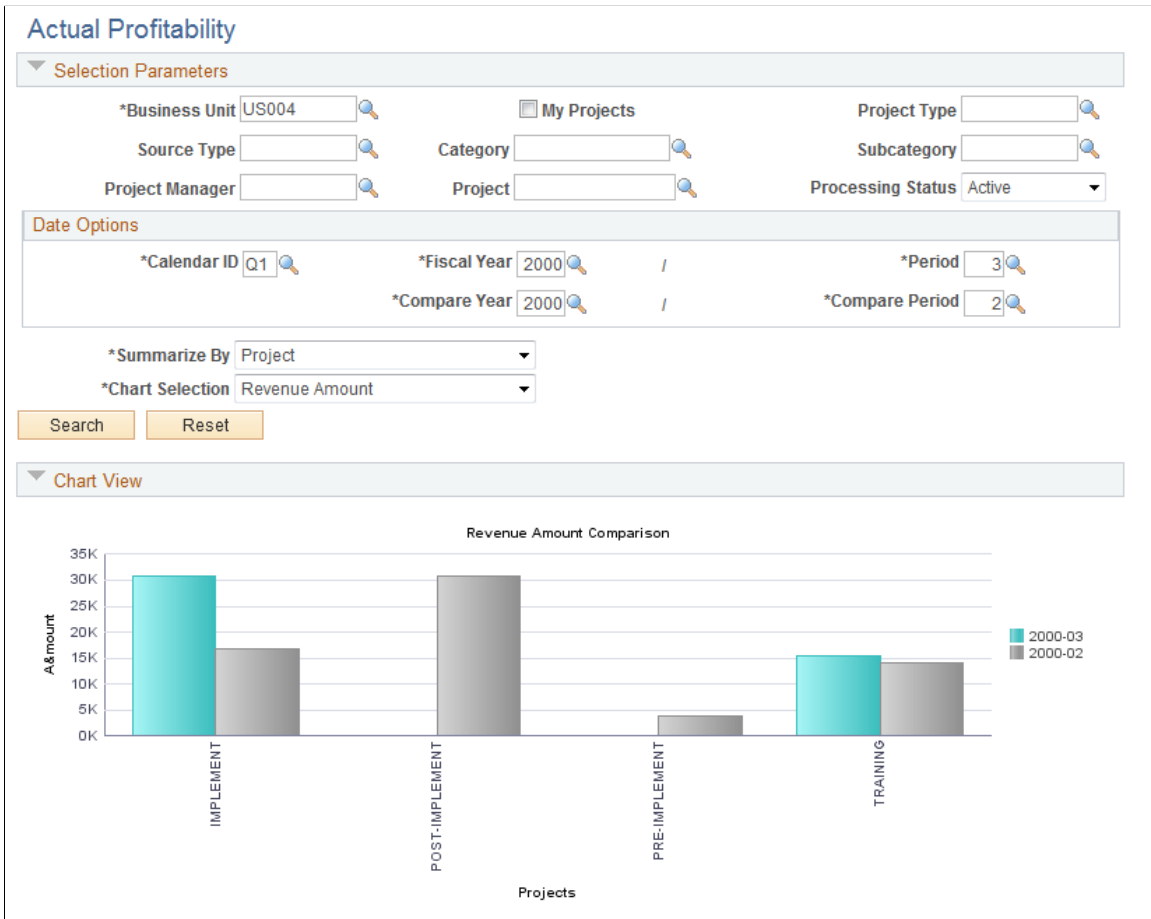 Actual Profitability
Selection Parameters
*Business Unit US004 My Projects Project Type
Source Type Category Subcategory
Project Manager Project Processing Status Active
Date Options
*Calendar ID Q1 *Fiscal Year 2000 / *Period 3
*Compare Year 2000 / *Compare Period 2
*Summarize By Project
*Chart Selection Revenue Amount
Search Reset
Chart View
Revenue Amount Comparison
35K
30K
25K
20K
15K
10K
5K
0K
A&mount
2000-03
2000-02
IMPLEMENT
POST-IMPLEMENT
PRE-IMPLEMENT
TRAINING
Projects